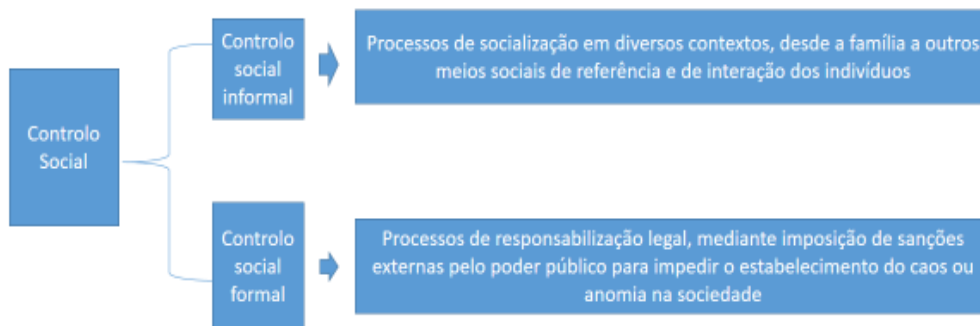 Controlo
Social
Controlo
social
informal
Processos de socialização em diversos contextos, desde a família a outros
meios sociais de referência e de interação dos indivíduos
Controlo
social
formal
Processos de responsabilização legal, mediante imposição de sanções
externas pelo poder público para impedir o estabelecimento do caos ou
anomia na sociedade